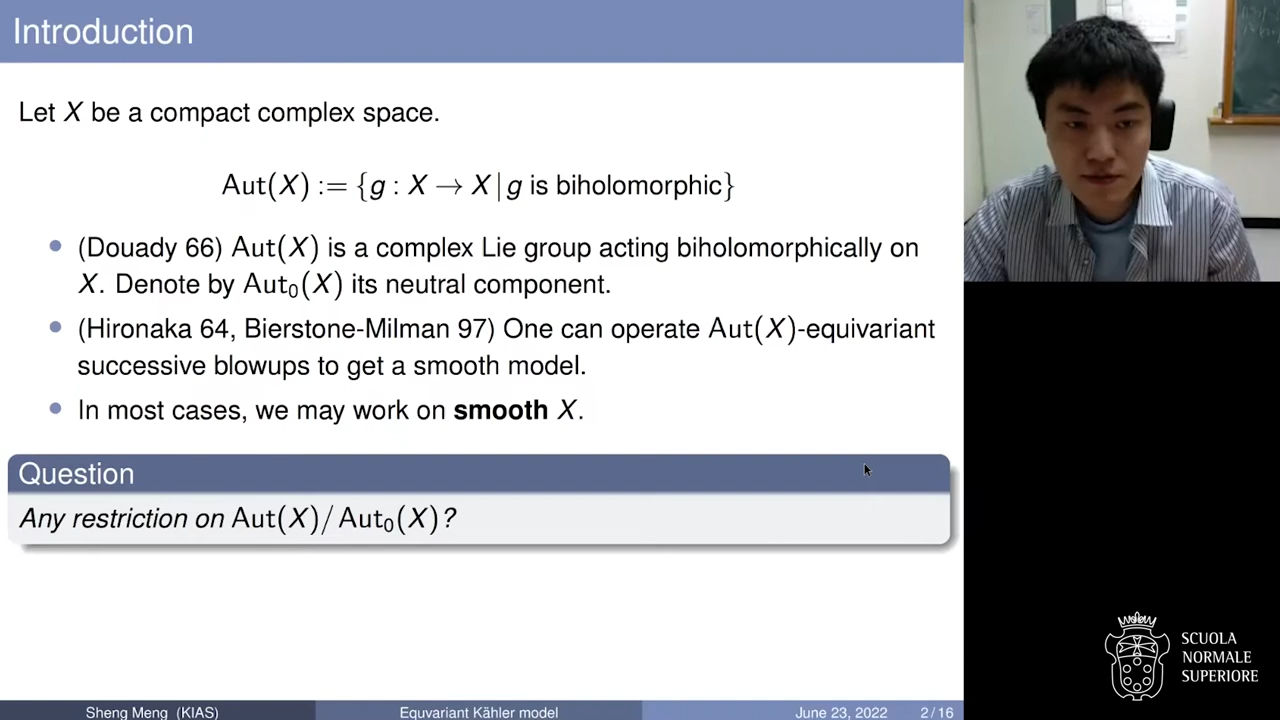 Introduction
Let X be a compact complex space.
Aut(X) := {g : X → X | g is biholomorphic}
• (Douady 66) Aut(X) is a complex Lie group acting biholomorphically on
X. Denote by Aut₀(X) its neutral component.
• (Hironaka 64, Bierstone-Milman 97) One can operate Aut(X)-equivariant
successive blowups to get a smooth model.
• In most cases, we may work on smooth X.
Question
Any restriction on Aut(X)/Aut₀(X)?
Sheng Meng (KIAS) Equvariant Kähler model June 23, 2022 2/16
SCUOLA
NORMALE
SUPERIORE